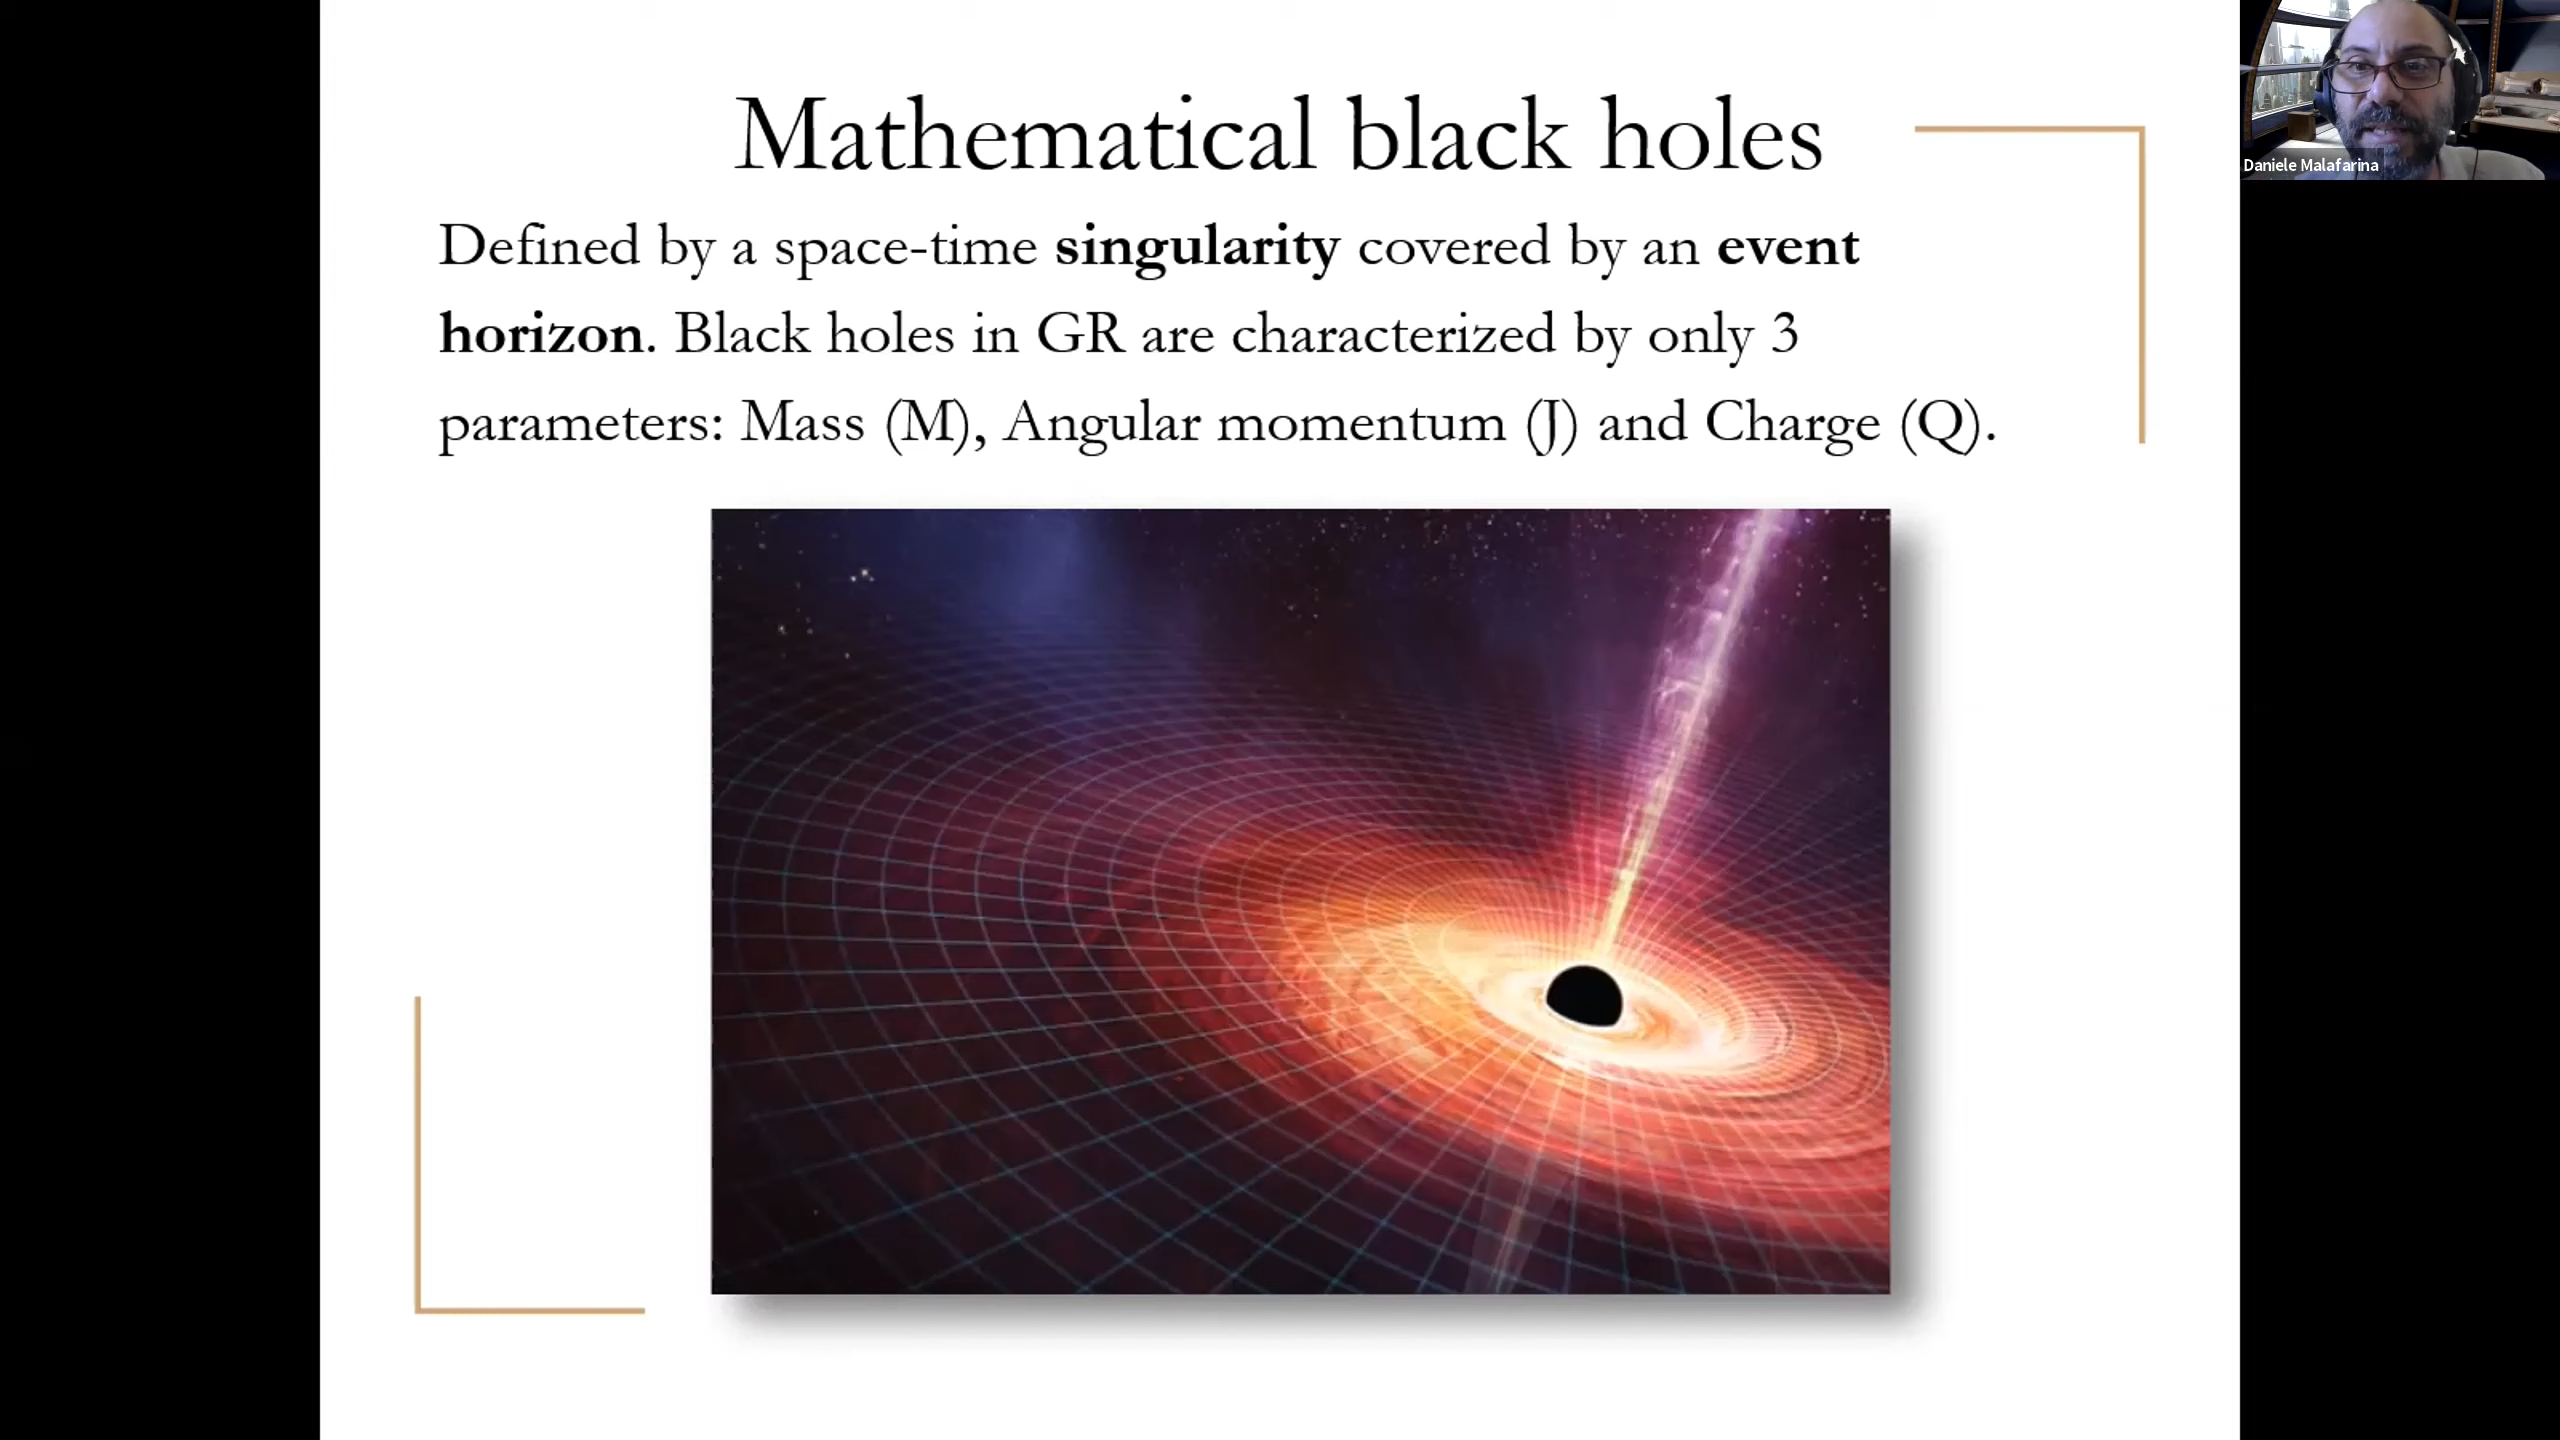 Mathematical black holes
Defined by a space-time singularity covered by an event
horizon. Black holes in GR are characterized by only 3
parameters: Mass (M), Angular momentum (J) and Charge (Q).
Daniele Malafarina